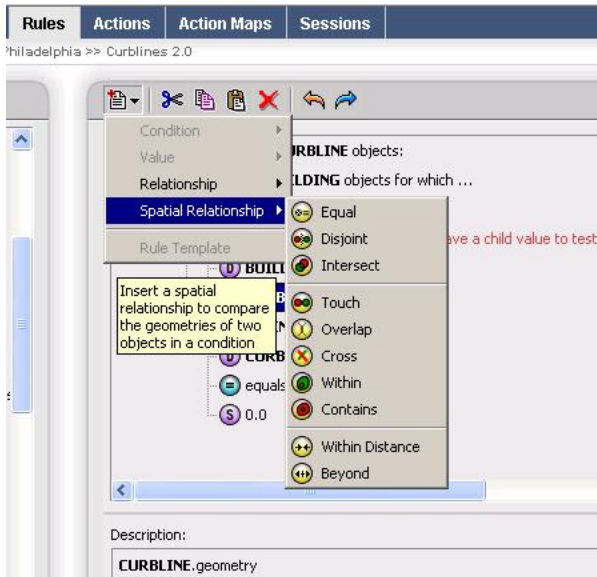 Rules Actions Action Maps Sessions
Philadelphia >> Curblines 2.0
Condition
URBLINE objects:
Value
Relationship
LDING objects for which ...
Spatial Relationship
Equal
Disjoint
ave a child value to test
Intersect
Rule Template
BUIL
Insert a spatial
relationship to compare
the geometries of two
objects in a condition
Touch
Overlap
CURB
Cross
equals
Within
S 0.0
Contains
Within Distance
Beyond
Description:
CURBLINE.geometry